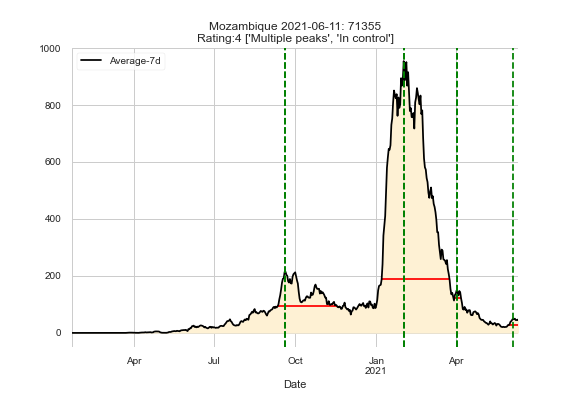 Mozambique 2021-06-11: 71355
Rating:4 ['Multiple peaks', 'In control']
1000
Average-7d
800
600
400
200
0
Apr Jul Oct Jan Apr
2021
Date